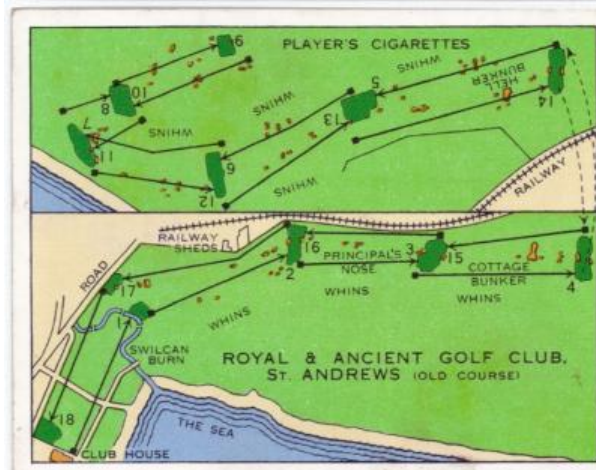 PLAYER'S CIGARETTES
9
10
8
7
11
WHINS
WHINS
WHINS
5
13
HELL
BUNKER
14
6
12
WHINS
RAILWAY
RAILWAY
SHEDS
ROAD
16
2
PRINCIPAL'S
NOSE
3
15
COTTAGE
BUNKER
4
WHINS
WHINS
WHINS
17
1
SWILCAN
BURN
ROYAL & ANCIENT GOLF CLUB,
ST. ANDREWS (OLD COURSE)
18
THE SEA
CLUB HOUSE